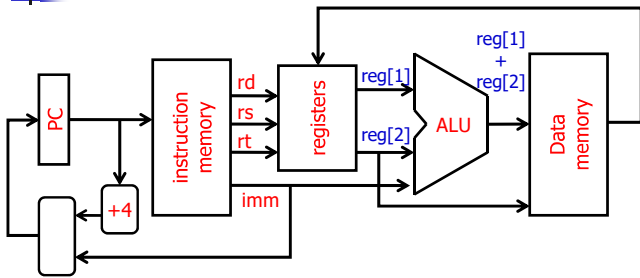 PC
+4
instruction
memory
rd
rs
rt
imm
registers
reg[1]
reg[2]
ALU
reg[1]
+
reg[2]
Data
memory